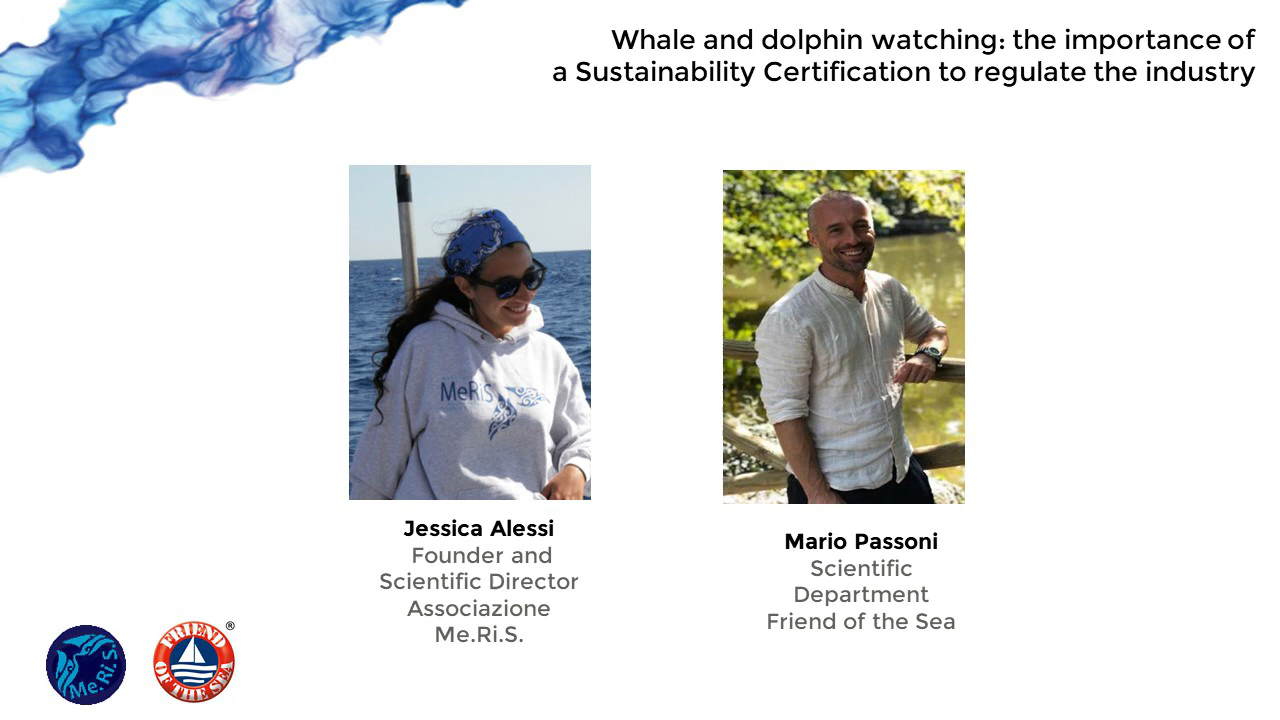 Whale and dolphin watching: the importance of
a Sustainability Certification to regulate the industry
MeRiS
Jessica Alessi
Founder and
Scientific Director
Associazione
Me.Ri.S.
Mario Passoni
Scientific
Department
Friend of the Sea
Me.Ri.S.
FRIEND
OF THE SEA
®